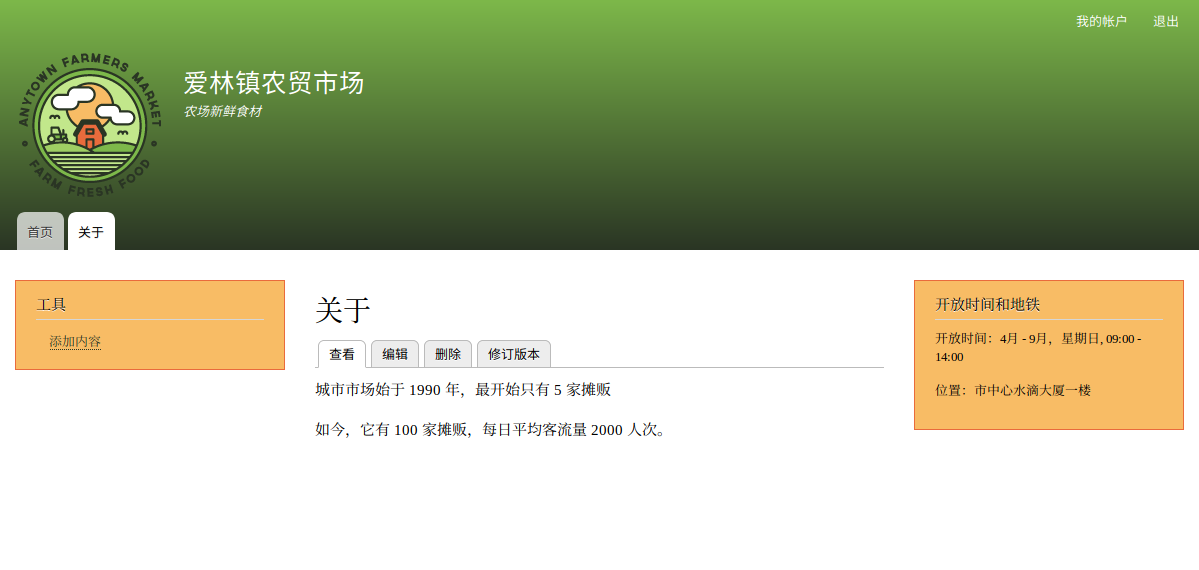 我的帐户 退出
ANYTOWN FARMERS MARKET
FARM FRESH FOOD
爱林镇农贸市场
农场新鲜食材
首页 关于
工具
添加内容
关于
查看 编辑 删除 修订版本
城市市场始于 1990 年，最开始只有 5 家摊贩
如今，它有 100 家摊贩，每日平均客流量 2000 人次。
开放时间和地铁
开放时间：4月 - 9月，星期日, 09:00 -
14:00
位置：市中心水滴大厦一楼